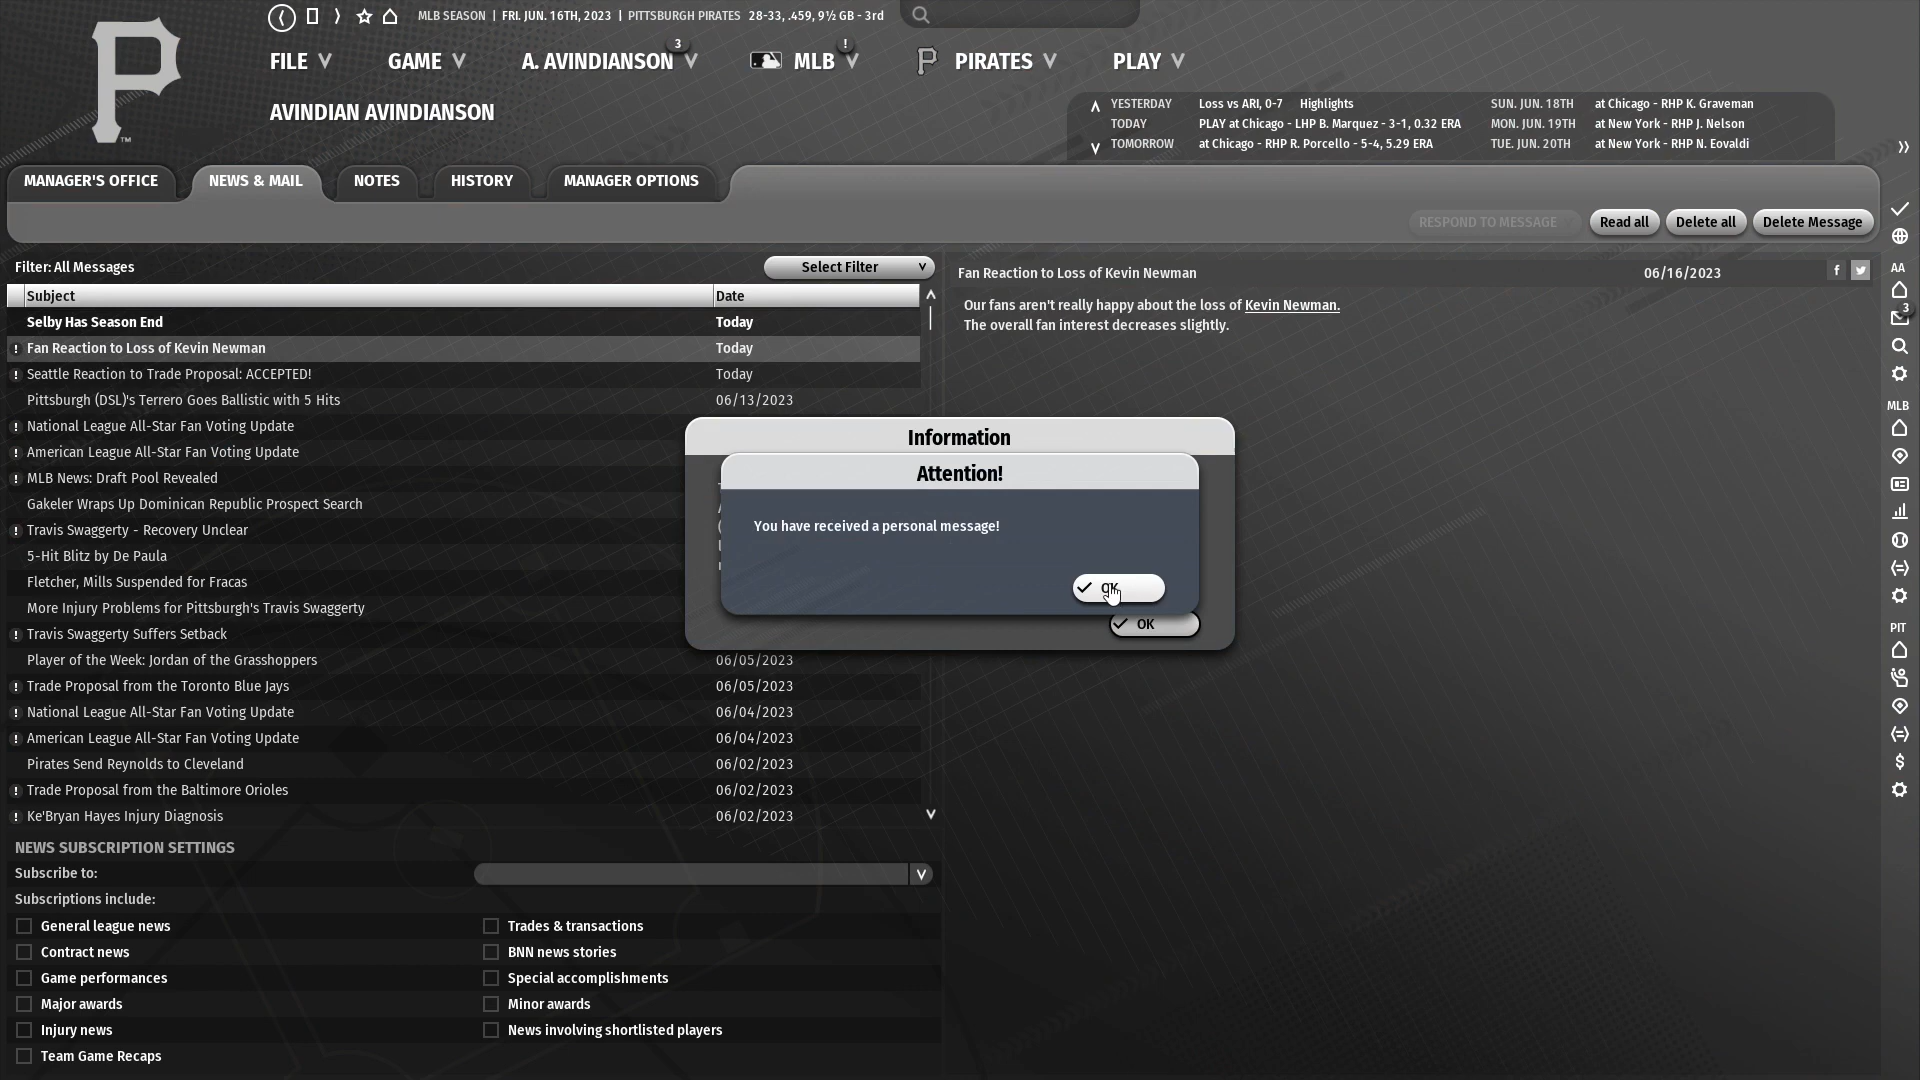 MLB SEASON | FRI. JUN. 16TH, 2023 | PITTSBURGH PIRATES 28-33, .459, 9½ GB - 3rd
P
TM
FILE
GAME
A. AVINDIANSON
3
MLB
!
PIRATES
PLAY
AVINDIAN AVINDIANSON
YESTERDAY Loss vs ARI, 0-7 Highlights SUN. JUN. 18TH at Chicago - RHP K. Graveman
TODAY PLAY at Chicago - LHP B. Marquez - 3-1, 0.32 ERA MON. JUN. 19TH at New York - RHP J. Nelson
TOMORROW at Chicago - RHP R. Porcello - 5-4, 5.29 ERA TUE. JUN. 20TH at New York - RHP N. Eovaldi
MANAGER'S OFFICE NEWS & MAIL NOTES HISTORY MANAGER OPTIONS
RESPOND TO MESSAGE Read all Delete all Delete Message
Filter: All Messages Select Filter
Subject Date
Selby Has Season End Today
! Fan Reaction to Loss of Kevin Newman Today
! Seattle Reaction to Trade Proposal: ACCEPTED! Today
Pittsburgh (DSL)'s Terrero Goes Ballistic with 5 Hits 06/13/2023
! National League All-Star Fan Voting Update
! American League All-Star Fan Voting Update
! MLB News: Draft Pool Revealed
Gakeler Wraps Up Dominican Republic Prospect Search
! Travis Swaggerty - Recovery Unclear
5-Hit Blitz by De Paula
Fletcher, Mills Suspended for Fracas
More Injury Problems for Pittsburgh's Travis Swaggerty
! Travis Swaggerty Suffers Setback
Player of the Week: Jordan of the Grasshoppers 06/05/2023
! Trade Proposal from the Toronto Blue Jays 06/05/2023
! National League All-Star Fan Voting Update 06/04/2023
! American League All-Star Fan Voting Update 06/04/2023
Pirates Send Reynolds to Cleveland 06/02/2023
! Trade Proposal from the Baltimore Orioles 06/02/2023
! Ke'Bryan Hayes Injury Diagnosis 06/02/2023
Fan Reaction to Loss of Kevin Newman 06/16/2023
Our fans aren't really happy about the loss of Kevin Newman.
The overall fan interest decreases slightly.
Information
Attention!
You have received a personal message!
OK
OK
NEWS SUBSCRIPTION SETTINGS
Subscribe to:
Subscriptions include:
General league news Trades & transactions
Contract news BNN news stories
Game performances Special accomplishments
Major awards Minor awards
Injury news News involving shortlisted players
Team Game Recaps
AA
3
MLB
PIT
$